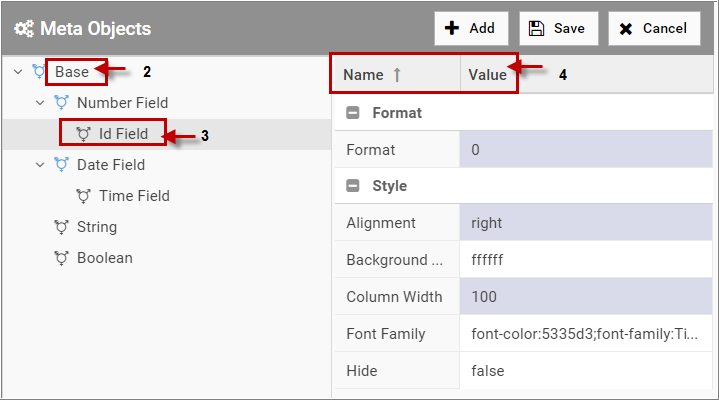 Meta Objects
Add
Save
Cancel
Base
2
Number Field
Id Field
3
Date Field
Time Field
String
Boolean
Name ↑ Value
4
Format
Format 0
Style
Alignment right
Background ... ffffff
Column Width 100
Font Family font-color:5335d3;font-family:Ti...
Hide false